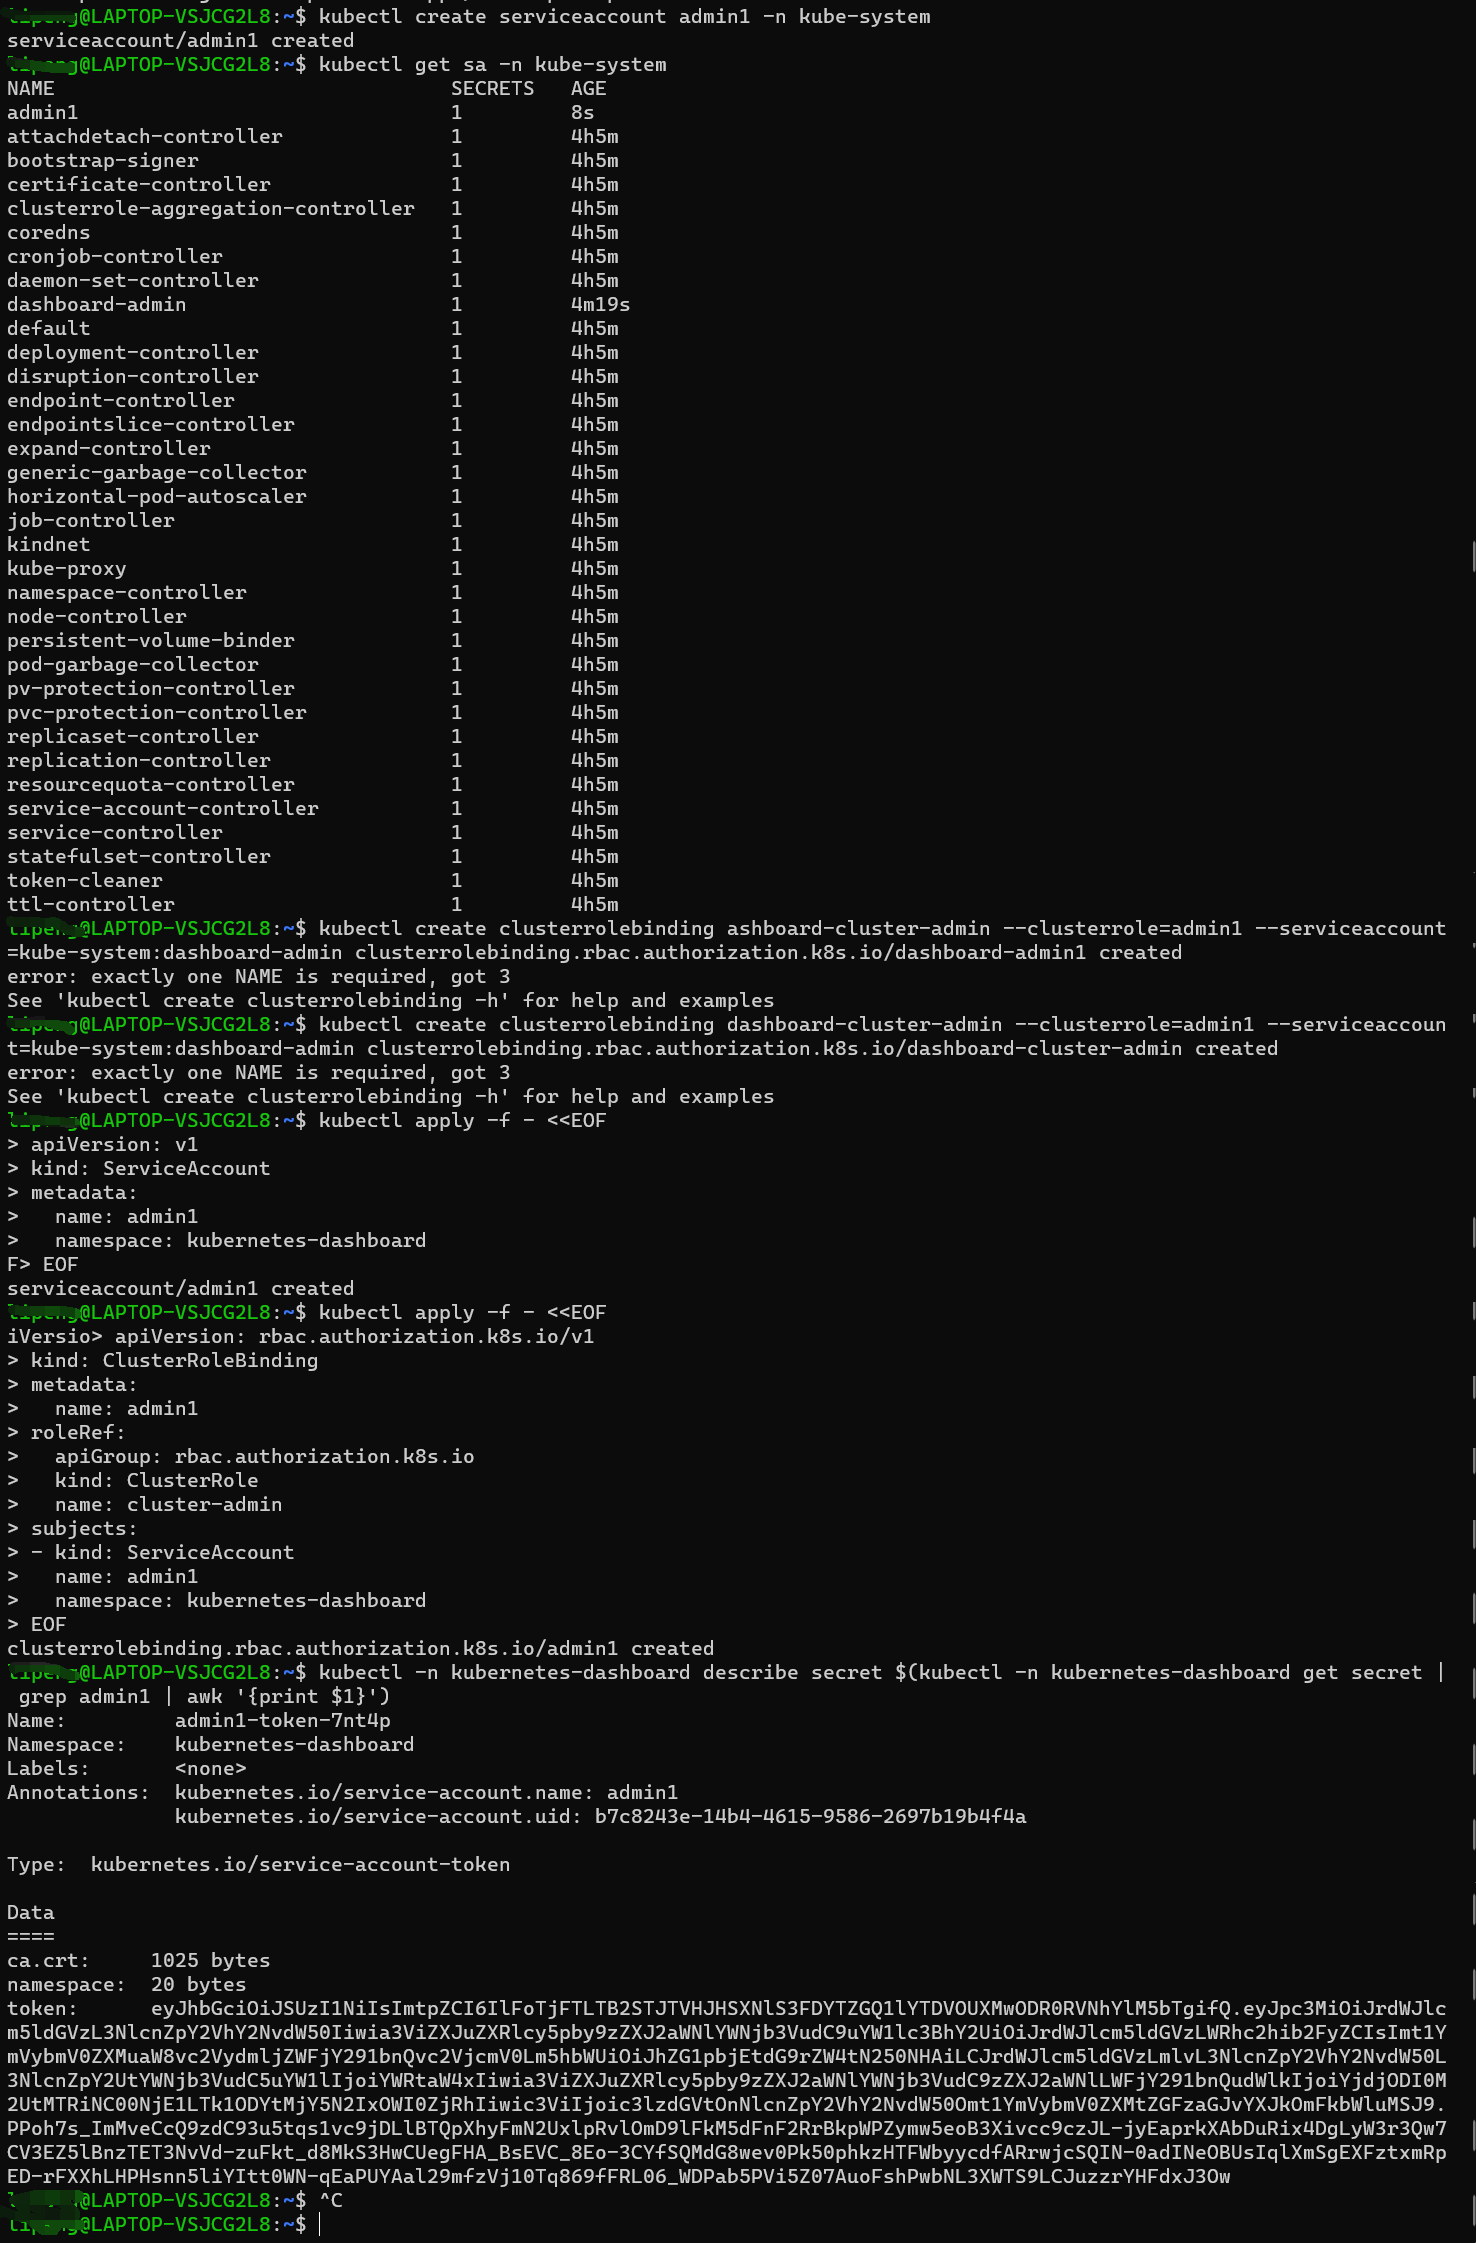 @LAPTOP-VSJCG2L8:~$ kubectl create serviceaccount admin1 -n kube-system
serviceaccount/admin1 created
@LAPTOP-VSJCG2L8:~$ kubectl get sa -n kube-system
NAME SECRETS AGE
admin1 1 8s
attachdetach-controller 1 4h5m
bootstrap-signer 1 4h5m
certificate-controller 1 4h5m
clusterrole-aggregation-controller 1 4h5m
coredns 1 4h5m
cronjob-controller 1 4h5m
daemon-set-controller 1 4h5m
dashboard-admin 1 4m19s
default 1 4h5m
deployment-controller 1 4h5m
disruption-controller 1 4h5m
endpoint-controller 1 4h5m
endpointslice-controller 1 4h5m
expand-controller 1 4h5m
generic-garbage-collector 1 4h5m
horizontal-pod-autoscaler 1 4h5m
job-controller 1 4h5m
kindnet 1 4h5m
kube-proxy 1 4h5m
namespace-controller 1 4h5m
node-controller 1 4h5m
persistent-volume-binder 1 4h5m
pod-garbage-collector 1 4h5m
pv-protection-controller 1 4h5m
pvc-protection-controller 1 4h5m
replicaset-controller 1 4h5m
replication-controller 1 4h5m
resourcequota-controller 1 4h5m
service-account-controller 1 4h5m
service-controller 1 4h5m
statefulset-controller 1 4h5m
token-cleaner 1 4h5m
ttl-controller 1 4h5m
@LAPTOP-VSJCG2L8:~$ kubectl create clusterrolebinding ashboard-cluster-admin --clusterrole=admin1 --serviceaccount
=kube-system:dashboard-admin clusterrolebinding.rbac.authorization.k8s.io/dashboard-admin1 created
error: exactly one NAME is required, got 3
See 'kubectl create clusterrolebinding -h' for help and examples
@LAPTOP-VSJCG2L8:~$ kubectl create clusterrolebinding dashboard-cluster-admin --clusterrole=admin1 --serviceaccoun
t=kube-system:dashboard-admin clusterrolebinding.rbac.authorization.k8s.io/dashboard-cluster-admin created
error: exactly one NAME is required, got 3
See 'kubectl create clusterrolebinding -h' for help and examples
@LAPTOP-VSJCG2L8:~$ kubectl apply -f - <<EOF
> apiVersion: v1
> kind: ServiceAccount
> metadata:
>   name: admin1
>   namespace: kubernetes-dashboard
F> EOF
serviceaccount/admin1 created
@LAPTOP-VSJCG2L8:~$ kubectl apply -f - <<EOF
iVersio> apiVersion: rbac.authorization.k8s.io/v1
> kind: ClusterRoleBinding
> metadata:
>   name: admin1
> roleRef:
>   apiGroup: rbac.authorization.k8s.io
>   kind: ClusterRole
>   name: cluster-admin
> subjects:
> - kind: ServiceAccount
>   name: admin1
>   namespace: kubernetes-dashboard
> EOF
clusterrolebinding.rbac.authorization.k8s.io/admin1 created
@LAPTOP-VSJCG2L8:~$ kubectl -n kubernetes-dashboard describe secret $(kubectl -n kubernetes-dashboard get secret |
grep admin1 | awk '{print $1}')
Name: admin1-token-7nt4p
Namespace: kubernetes-dashboard
Labels: <none>
Annotations: kubernetes.io/service-account.name: admin1
kubernetes.io/service-account.uid: b7c8243e-14b4-4615-9586-2697b19b4f4a
Type: kubernetes.io/service-account-token
Data
====
ca.crt: 1025 bytes
namespace: 20 bytes
token: eyJhbGciOiJSUzI1NiIsImtpZCI6IlFoTjFTLTB2STJTVHJHSXNlS3FDYTZGQ1lYTDVOUXMwODR0RVNhYlM5bTgifQ.eyJpc3MiOiJrdWJlc
m5ldGVzL3NlcnZpY2VhY2NvdW50Iiwia3ViZXJuZXRlcy5pby9zZXJ2aWNlYWNjb3VudC9uYW1lc3BhY2UiOiJrdWJlcm5ldGVzLWRhc2hib2FyZCIsImt1Y
mVybmV0ZXMuaW8vc2VydmljZWFjY291bnQvc2VjcmV0Lm5hbWUiOiJhZG1pbjEtdG9rZW4tN250NHAiLCJrdWJlcm5ldGVzLmlvL3NlcnZpY2VhY2NvdW50L
3NlcnZpY2UtYWNjb3VudC5uYW1lIjoiYWRtaW4xIiwia3ViZXJuZXRlcy5pby9zZXJ2aWNlYWNjb3VudC9zZXJ2aWNlLWFjY291bnQudWlkIjoiYjdjODI0M
2UtMTRiNC00NjE1LTk1ODYtMjY5N2IxOWI0ZjRhIiwic3ViIjoic3lzdGVtOnNlcnZpY2VhY2NvdW50Omt1YmVybmV0ZXMtZGFzaGJvYXJkOmFkbWluMSJ9.
PPoh7s_ImMveCcQ9zdC93u5tqs1vc9jDLlBTQpXhyFmN2UxlpRvlOmD9lFkM5dFnF2RrBkpWPZymw5eoB3Xivcc9czJL-jyEaprkXAbDuRix4DgLyW3r3Qw7
CV3EZ5lBnzTET3NvVd-zuFkt_d8MkS3HwCUegFHA_BsEVC_8Eo-3CYfSQMdG8wev0Pk50phkzHTFWbyycdfARrwjcSQIN-0adINeOBUsIqlXmSgEXFztxmRp
ED-rFXXhLHPHsnn5liYItt0WN-qEaPUYAal29mfzVj10Tq869fFRL06_WDPab5PVi5Z07AuoFshPwbNL3XWTS9LCJuzzrYHFdxJ3Ow
@LAPTOP-VSJCG2L8:~$ ^C
@LAPTOP-VSJCG2L8:~$